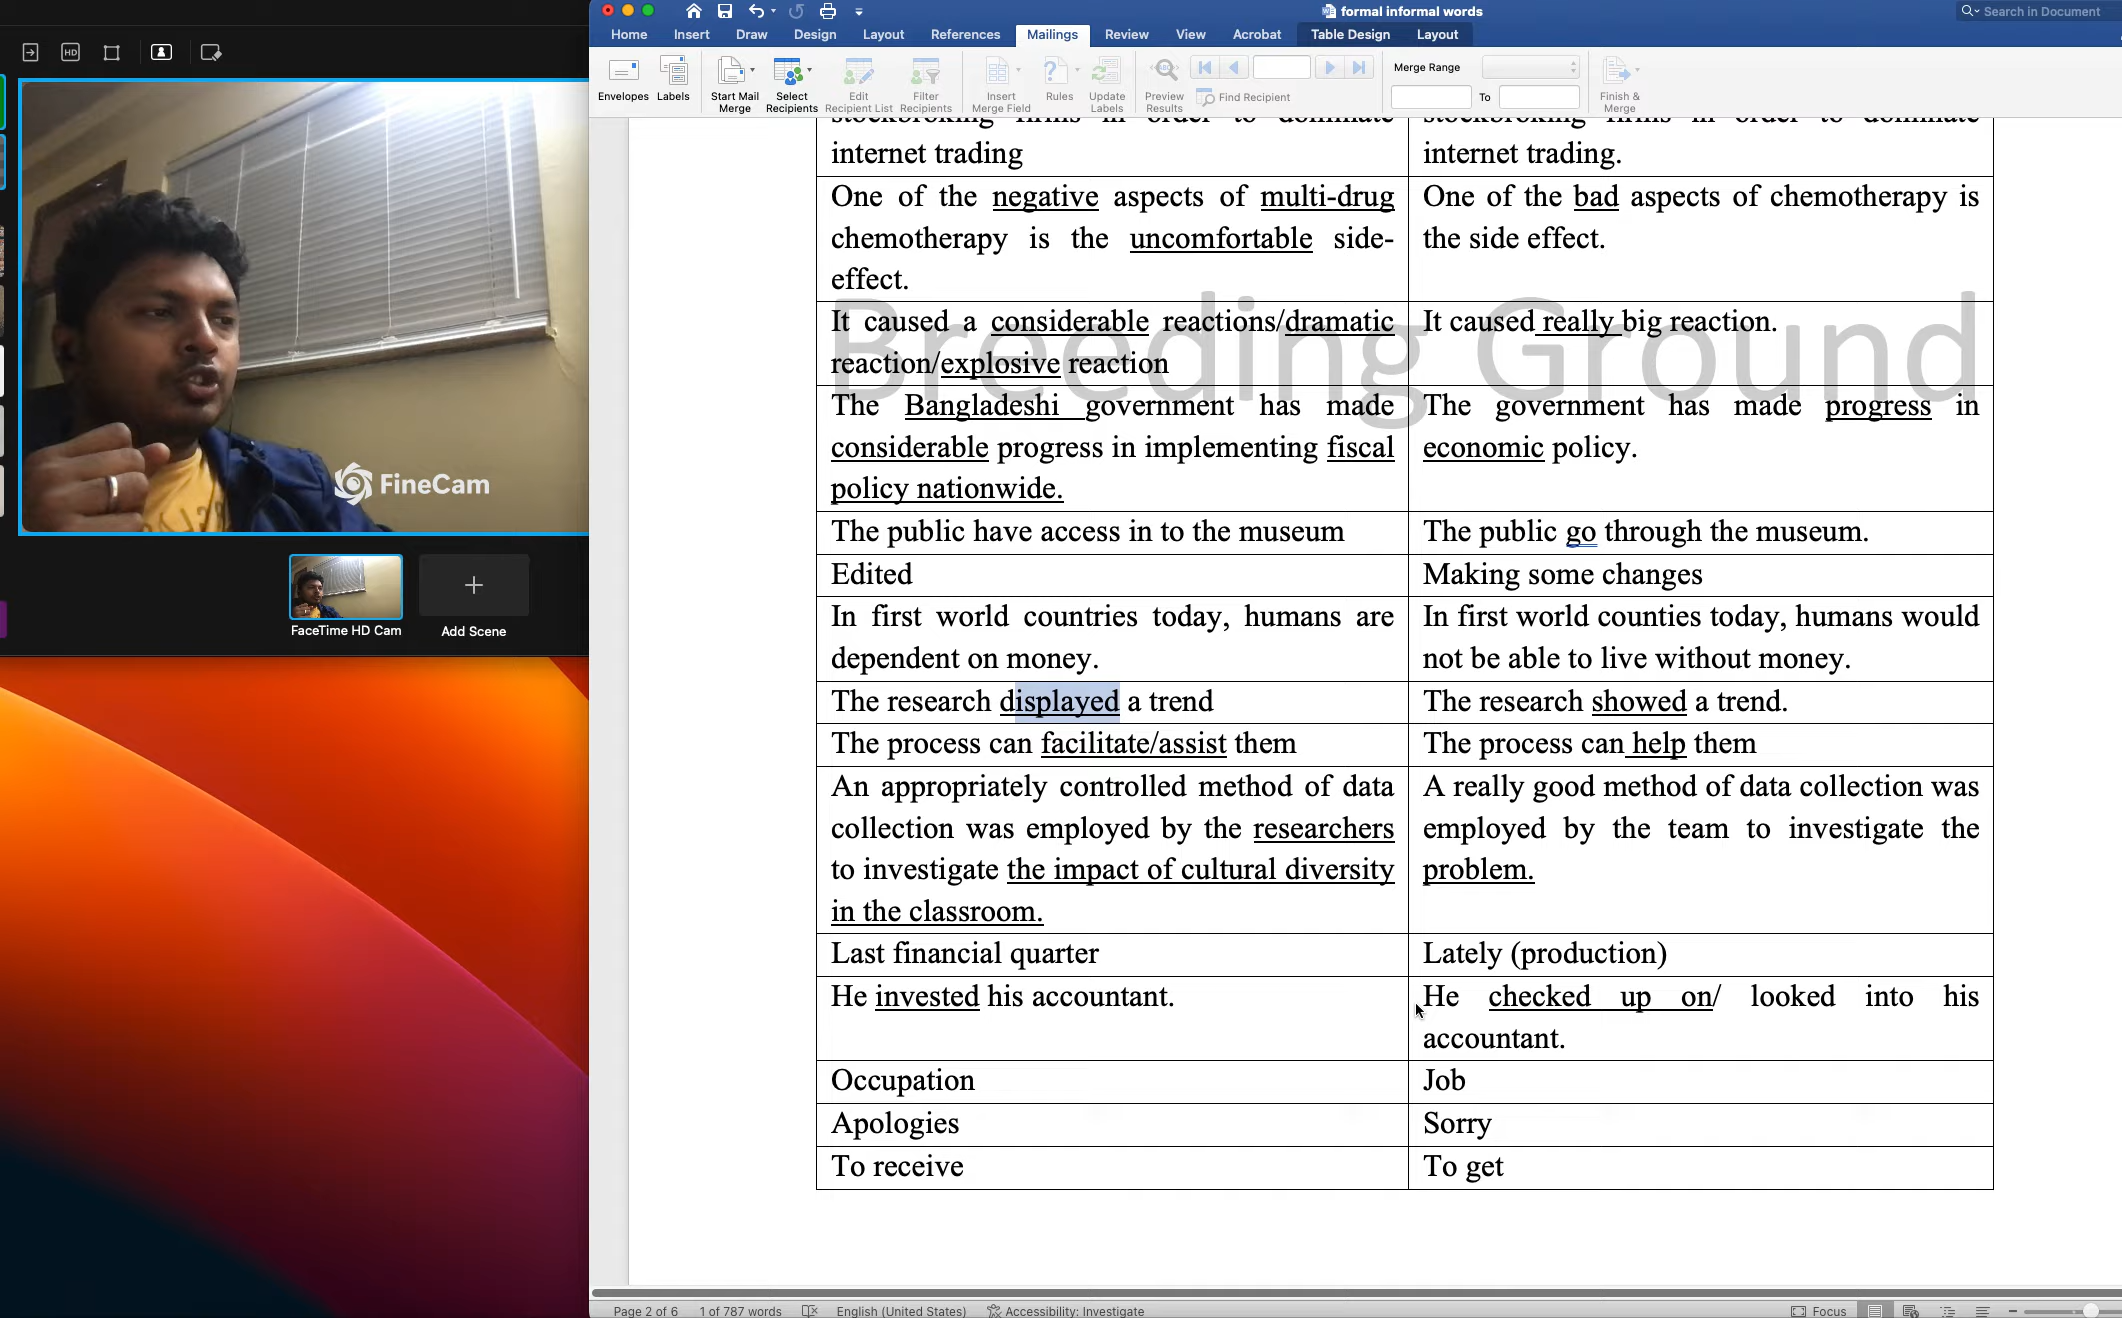 formal informal words
Search in Document
Home Insert Draw Design Layout References Mailings Review View Acrobat Table Design Layout
Envelopes Labels Start Mail Merge Select Recipients Edit Recipient List Filter Recipients Insert Merge Field Rules Update Labels Preview Results Find Recipient Merge Range To Finish & Merge
HD
stockbroking firms in order to dominate
internet trading
stockbroking firms in order to dominate
internet trading.
One of the negative aspects of multi-drug
chemotherapy is the uncomfortable side-
effect.
One of the bad aspects of chemotherapy is
the side effect.
It caused a considerable reactions/dramatic
reaction/explosive reaction
It caused really big reaction.
Breeding Ground
The Bangladeshi government has made
considerable progress in implementing fiscal
policy nationwide.
The government has made progress in
economic policy.
The public have access in to the museum
The public go through the museum.
Edited
Making some changes
In first world countries today, humans are
dependent on money.
In first world counties today, humans would
not be able to live without money.
The research displayed a trend
The research showed a trend.
The process can facilitate/assist them
The process can help them
An appropriately controlled method of data
collection was employed by the researchers
to investigate the impact of cultural diversity
in the classroom.
A really good method of data collection was
employed by the team to investigate the
problem.
Last financial quarter
Lately (production)
He invested his accountant.
He checked up on/ looked into his
accountant.
Occupation
Job
Apologies
Sorry
To receive
To get
FineCam
FaceTime HD Cam
Add Scene
Page 2 of 6 1 of 787 words English (United States) Accessibility: Investigate Focus